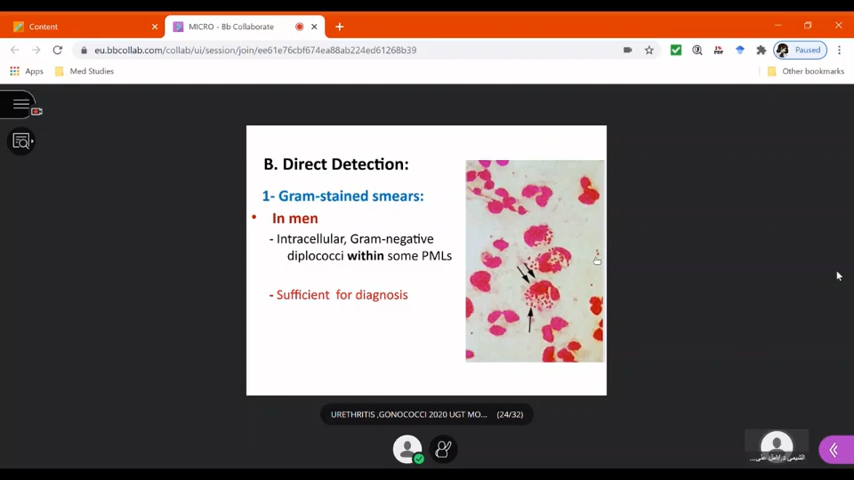 Content
MICRO - Bb Collaborate
eu.bbcollab.com/collab/ui/session/join/ee61e76cbf674ea88ab224ed61268b39
Paused
Apps
Med Studies
Other bookmarks
B. Direct Detection:
1- Gram-stained smears:
• In men
- Intracellular, Gram-negative
diplococci within some PMLs
- Sufficient for diagnosis
URETHRITIS ,GONOCOCCI 2020 UGT MO... (24/32)